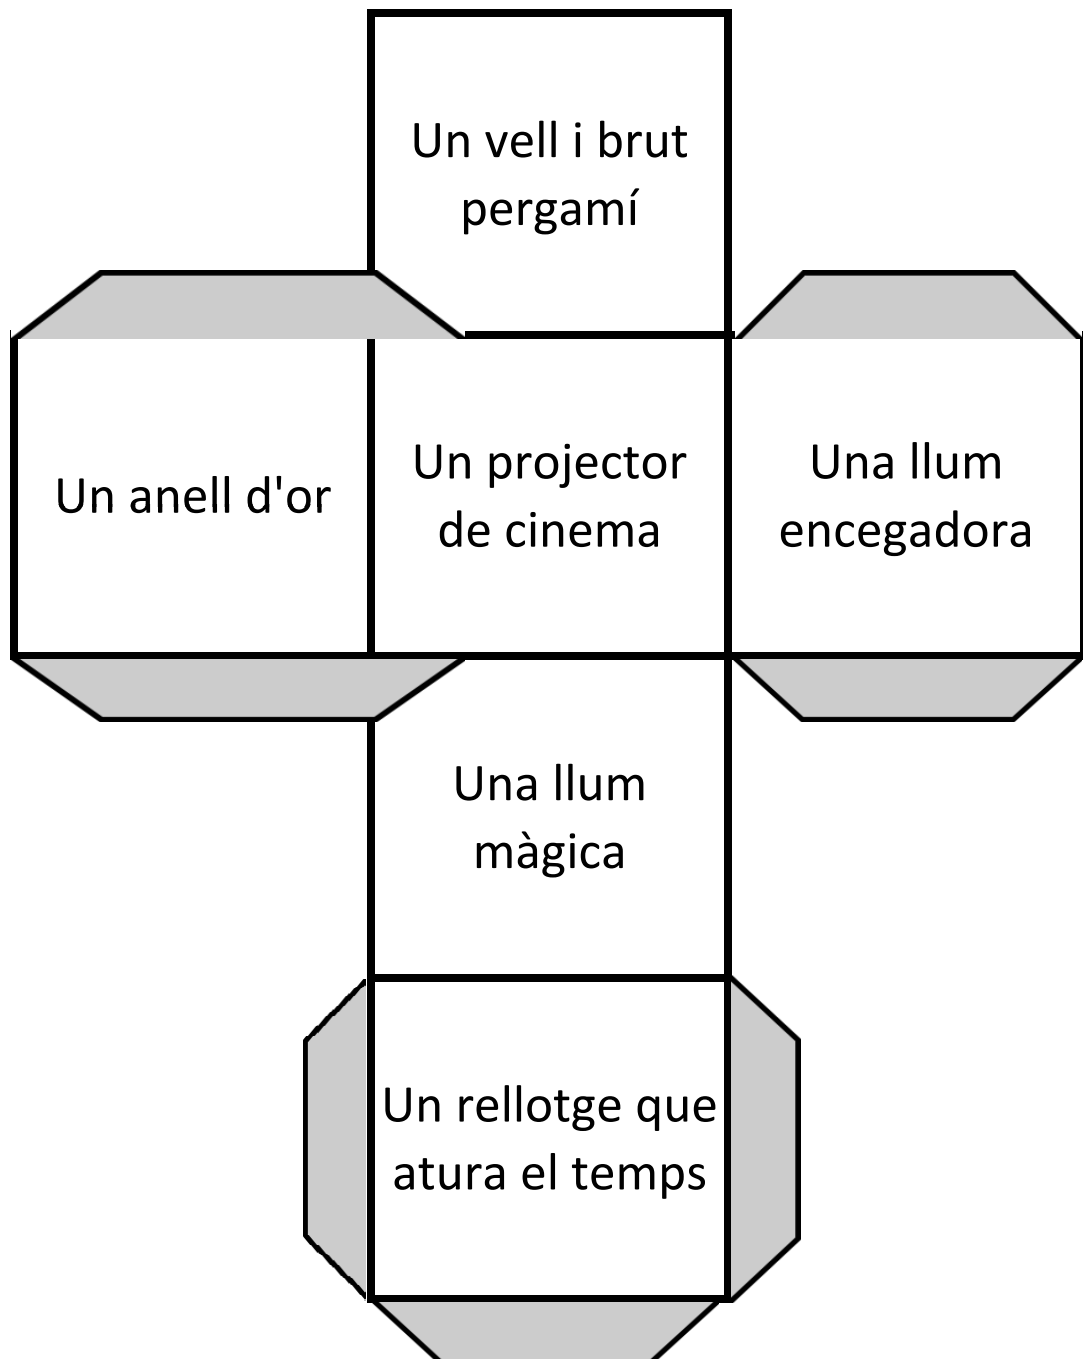 Un vell i brut
pergamí
Un anell d'or
Un projector
de cinema
Una llum
encegadora
Una llum
màgica
Un rellotge que
atura el temps